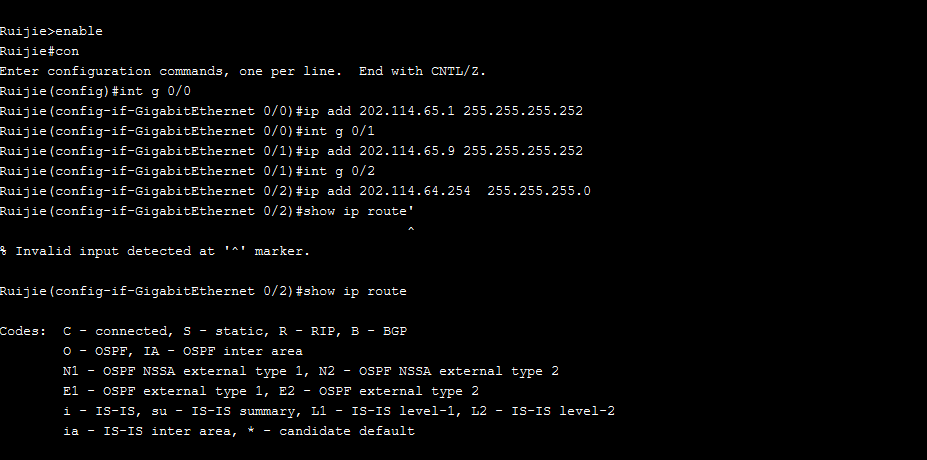 Ruijie>enable
Ruijie#con
Enter configuration commands, one per line.  End with CNTL/Z.
Ruijie(config)#int g 0/0
Ruijie(config-if-GigabitEthernet 0/0)#ip add 202.114.65.1 255.255.255.252
Ruijie(config-if-GigabitEthernet 0/0)#int g 0/1
Ruijie(config-if-GigabitEthernet 0/1)#ip add 202.114.65.9 255.255.255.252
Ruijie(config-if-GigabitEthernet 0/1)#int g 0/2
Ruijie(config-if-GigabitEthernet 0/2)#ip add 202.114.64.254  255.255.255.0
Ruijie(config-if-GigabitEthernet 0/2)#show ip route'
^
% Invalid input detected at '^' marker.
Ruijie(config-if-GigabitEthernet 0/2)#show ip route
Codes:  C - connected, S - static, R - RIP, B - BGP
O - OSPF, IA - OSPF inter area
N1 - OSPF NSSA external type 1, N2 - OSPF NSSA external type 2
E1 - OSPF external type 1, E2 - OSPF external type 2
i - IS-IS, su - IS-IS summary, L1 - IS-IS level-1, L2 - IS-IS level-2
ia - IS-IS inter area, * - candidate default